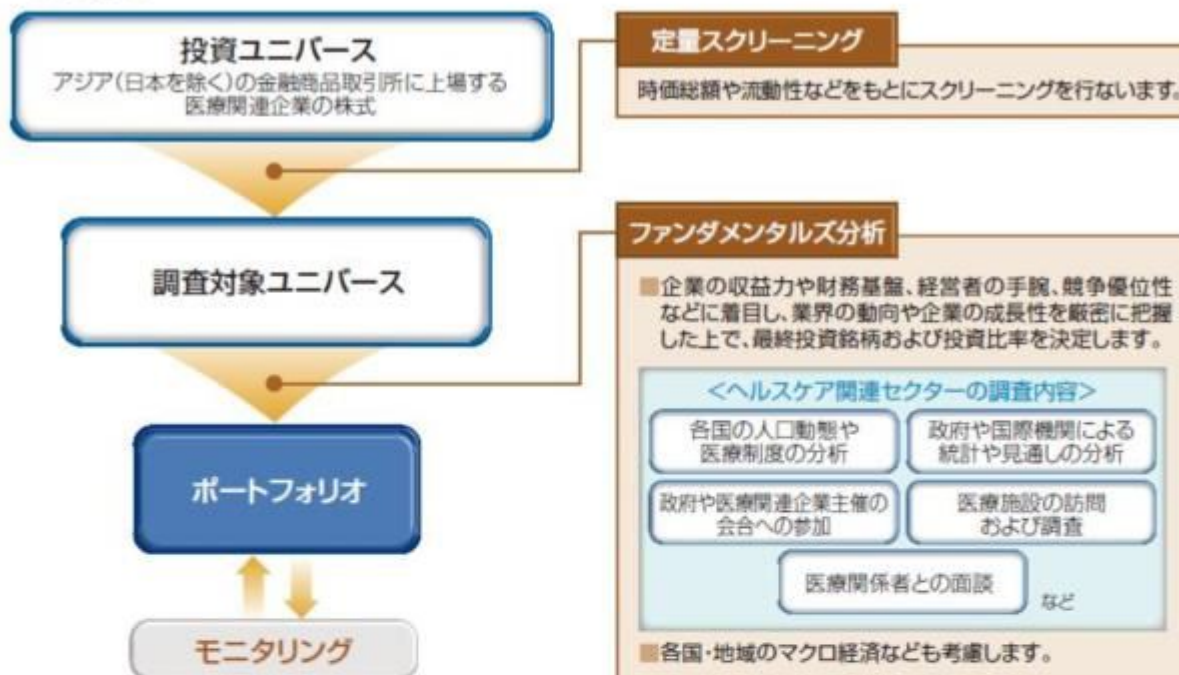 投資ユニバース
アジア(日本を除く)の金融商品取引所に上場する
医療関連企業の株式
定量スクリーニング
時価総額や流動性などをもとにスクリーニングを行ないます。
調査対象ユニバース
ファンダメンタルズ分析
■企業の収益力や財務基盤、経営者の手腕、競争優位性
などに着目し、業界の動向や企業の成長性を厳密に把握
した上で、最終投資銘柄および投資比率を決定します。
<ヘルスケア関連セクターの調査内容>
各国の人口動態や
医療制度の分析
政府や国際機関による
統計や見通しの分析
政府や医療関連企業主催の
会合への参加
医療施設の訪問
および調査
医療関係者との面談
など
■各国・地域のマクロ経済なども考慮します。
ポートフォリオ
モニタリング